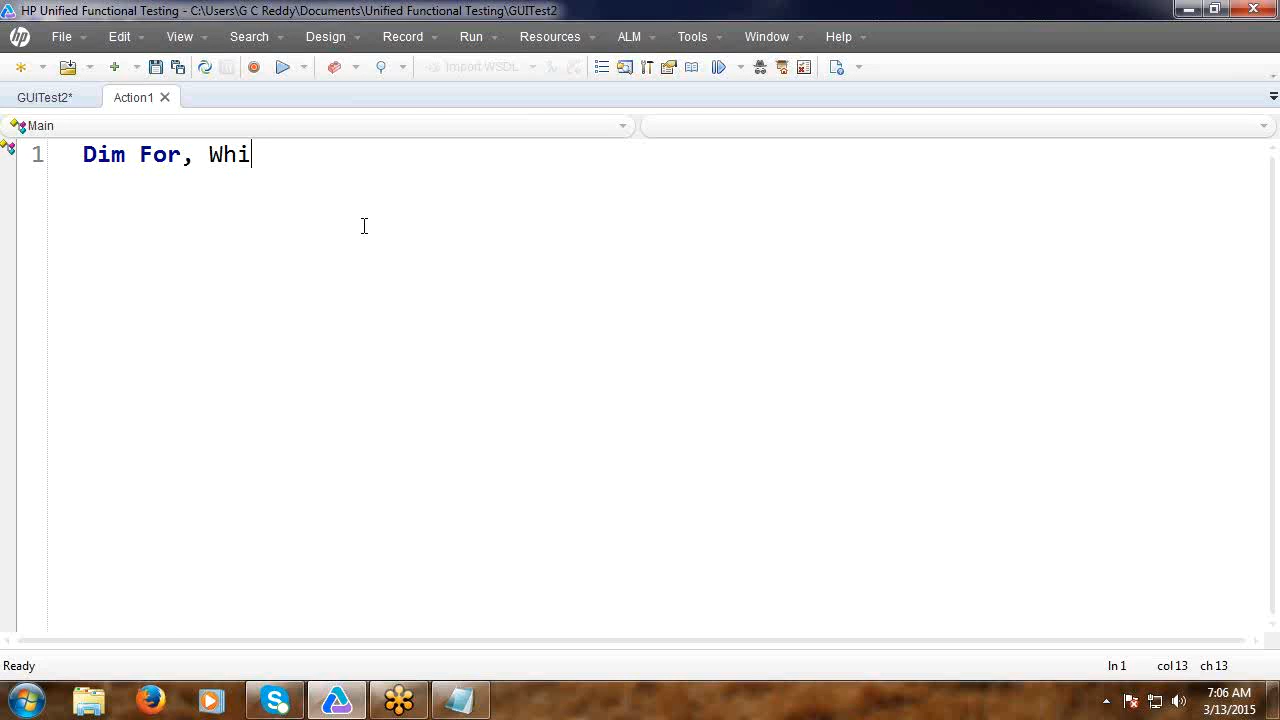 HP Unified Functional Testing - C:\Users\G C Reddy\Documents\Unified Functional Testing\GUITest2
hp File Edit View Search Design Record Run Resources ALM Tools Window Help
Import WSDL
GUITest2* Action1
Main
1 Dim For, Whi
Ready ln 1 col 13 ch 13
7:06 AM
3/13/2015